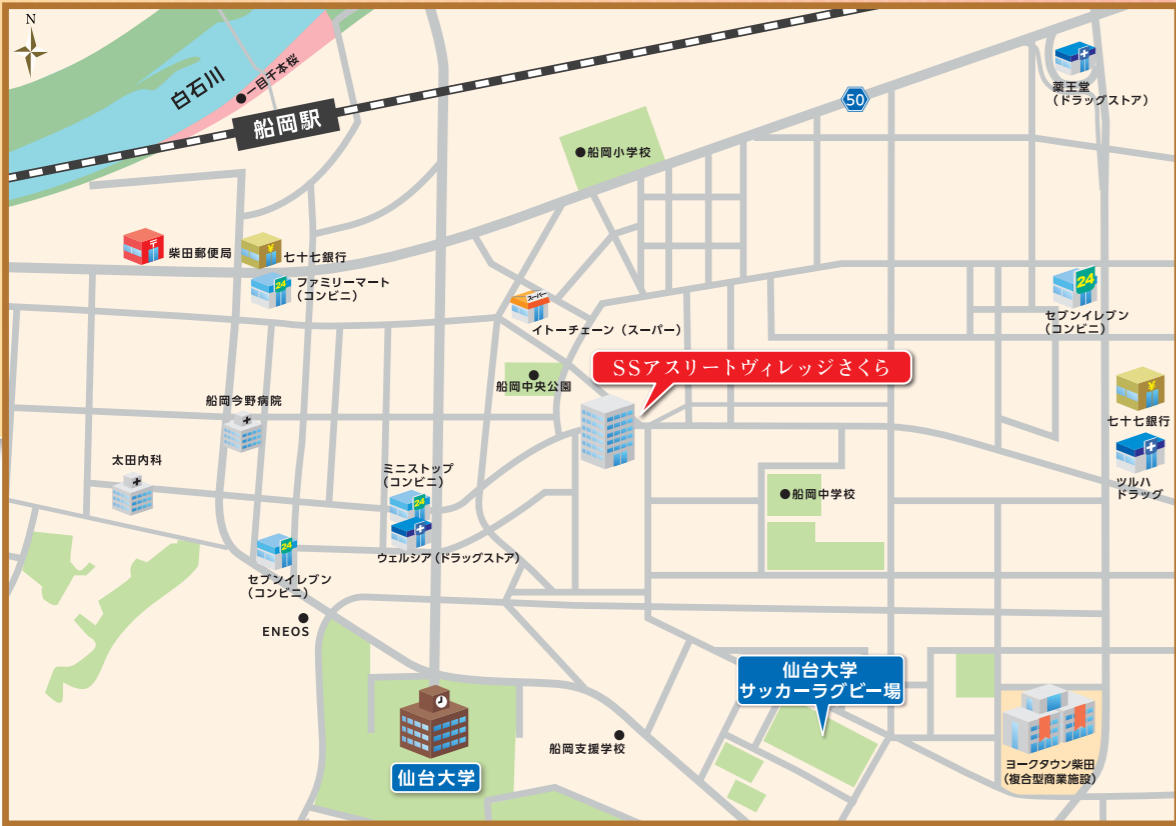 N
白石川
一目千本桜
船岡駅
50
薬王堂
（ドラッグストア）
船岡小学校
〒
柴田郵便局
¥
七十七銀行
24
ファミリーマート
（コンビニ）
スーパー
イトーチェーン（スーパー）
24
セブンイレブン
（コンビニ）
船岡中央公園
SSアスリートヴィレッジさくら
船岡今野病院
¥
七十七銀行
太田内科
ミニストップ
（コンビニ）
24
ツルハ
ドラッグ
船岡中学校
ウェルシア（ドラッグストア）
24
セブンイレブン
（コンビニ）
ENEOS
仙台大学
サッカーラグビー場
船岡支援学校
仙台大学
ヨークタウン柴田
（複合型商業施設）